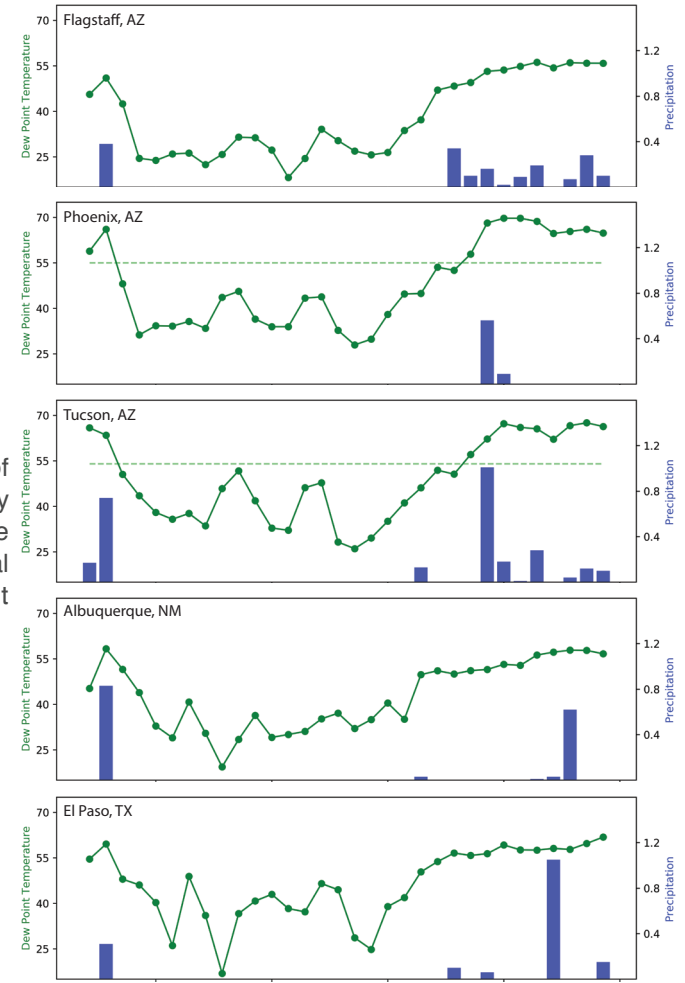 Flagstaff, AZ
70
55
40
25
Dew Point Temperature
1.2
0.8
0.4
Precipitation
Phoenix, AZ
70
55
40
25
Dew Point Temperature
1.2
0.8
0.4
Precipitation
of
y
e
al
t
Tucson, AZ
70
55
40
25
Dew Point Temperature
1.2
0.8
0.4
Precipitation
Albuquerque, NM
70
55
40
25
Dew Point Temperature
1.2
0.8
0.4
Precipitation
El Paso, TX
70
55
40
25
Dew Point Temperature
1.2
0.8
0.4
Precipitation